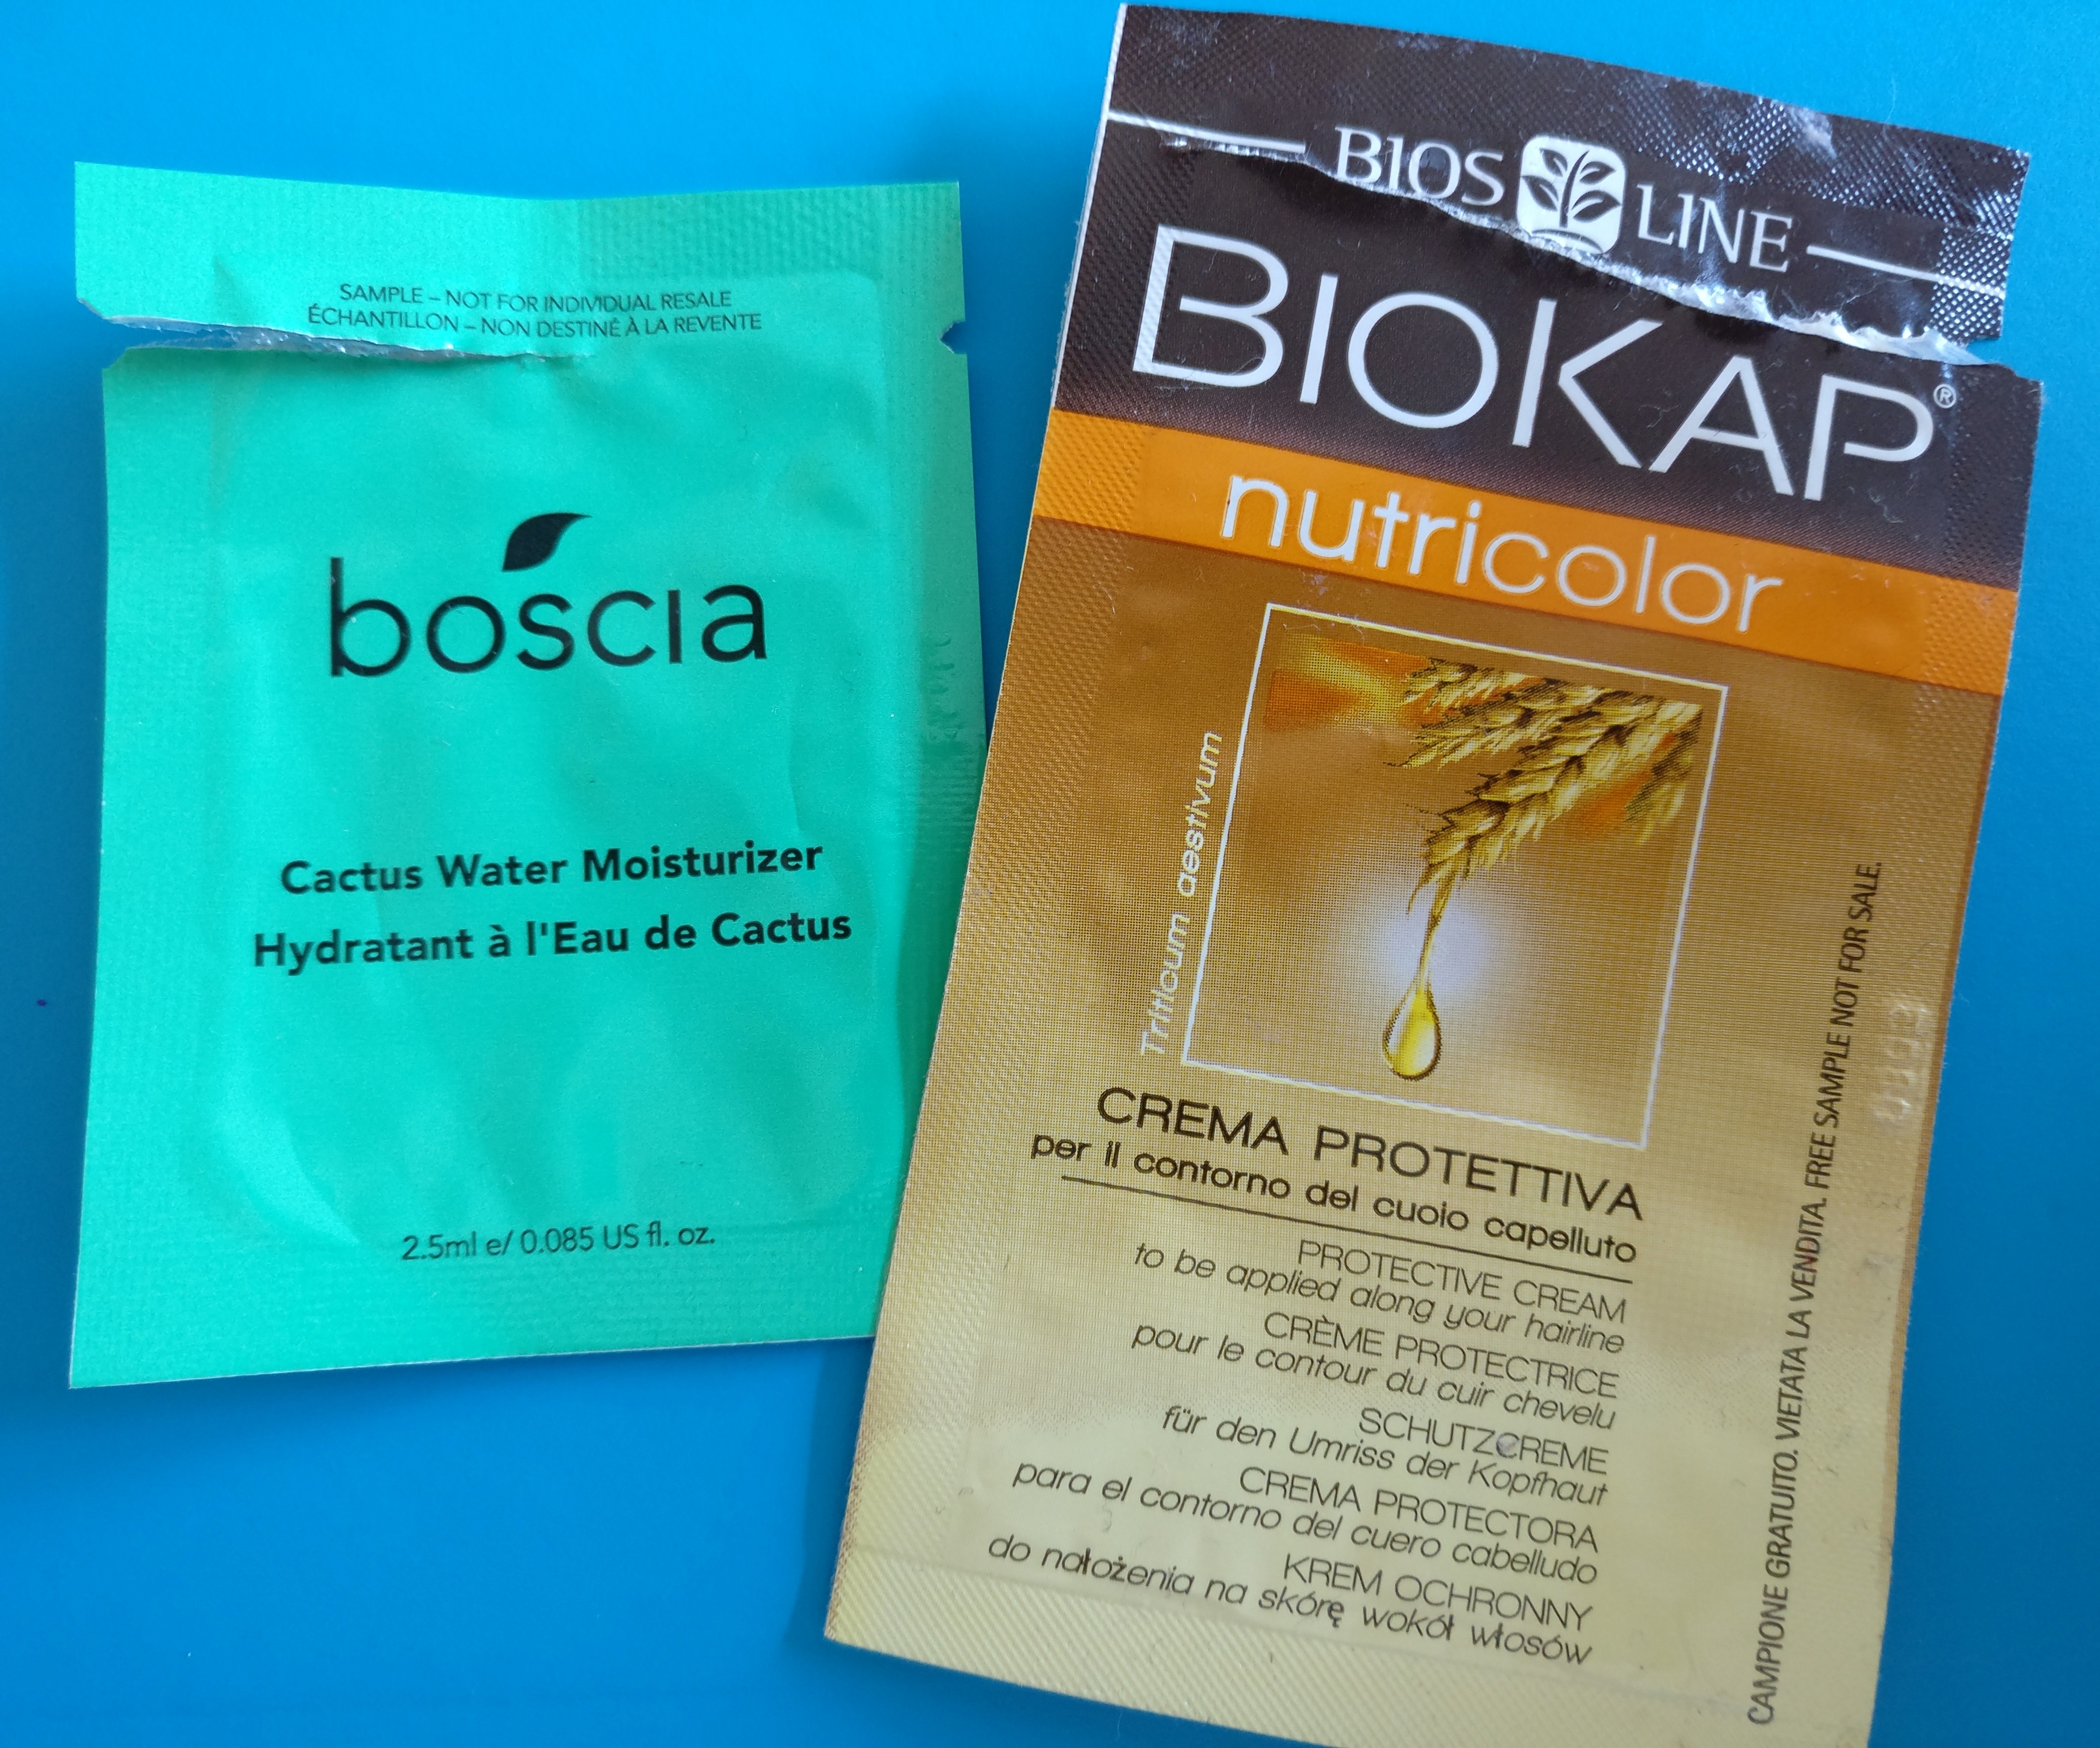 SAMPLE – NOT FOR INDIVIDUAL RESALE
ÉCHANTILLON – NON DESTINÉ À LA REVENTE
boscia
Cactus Water Moisturizer
Hydratant à l'Eau de Cactus
2.5ml e/ 0.085 US fl. oz.
BIOS LINE
BIOKAP®
nutricolor
Triticum aestivum
CREMA PROTETTIVA
per il contorno del cuoio capelluto
PROTECTIVE CREAM
to be applied along your hairline
CRÈME PROTECTRICE
pour le contour du cuir chevelu
SCHUTZCREME
für den Umriss der Kopfhaut
CREMA PROTECTORA
para el contorno del cuero cabelludo
KREM OCHRONNY
do nałożenia na skórę wokół włosów
CAMPIONE GRATUITO. VIETATA LA VENDITA. FREE SAMPLE NOT FOR SALE.